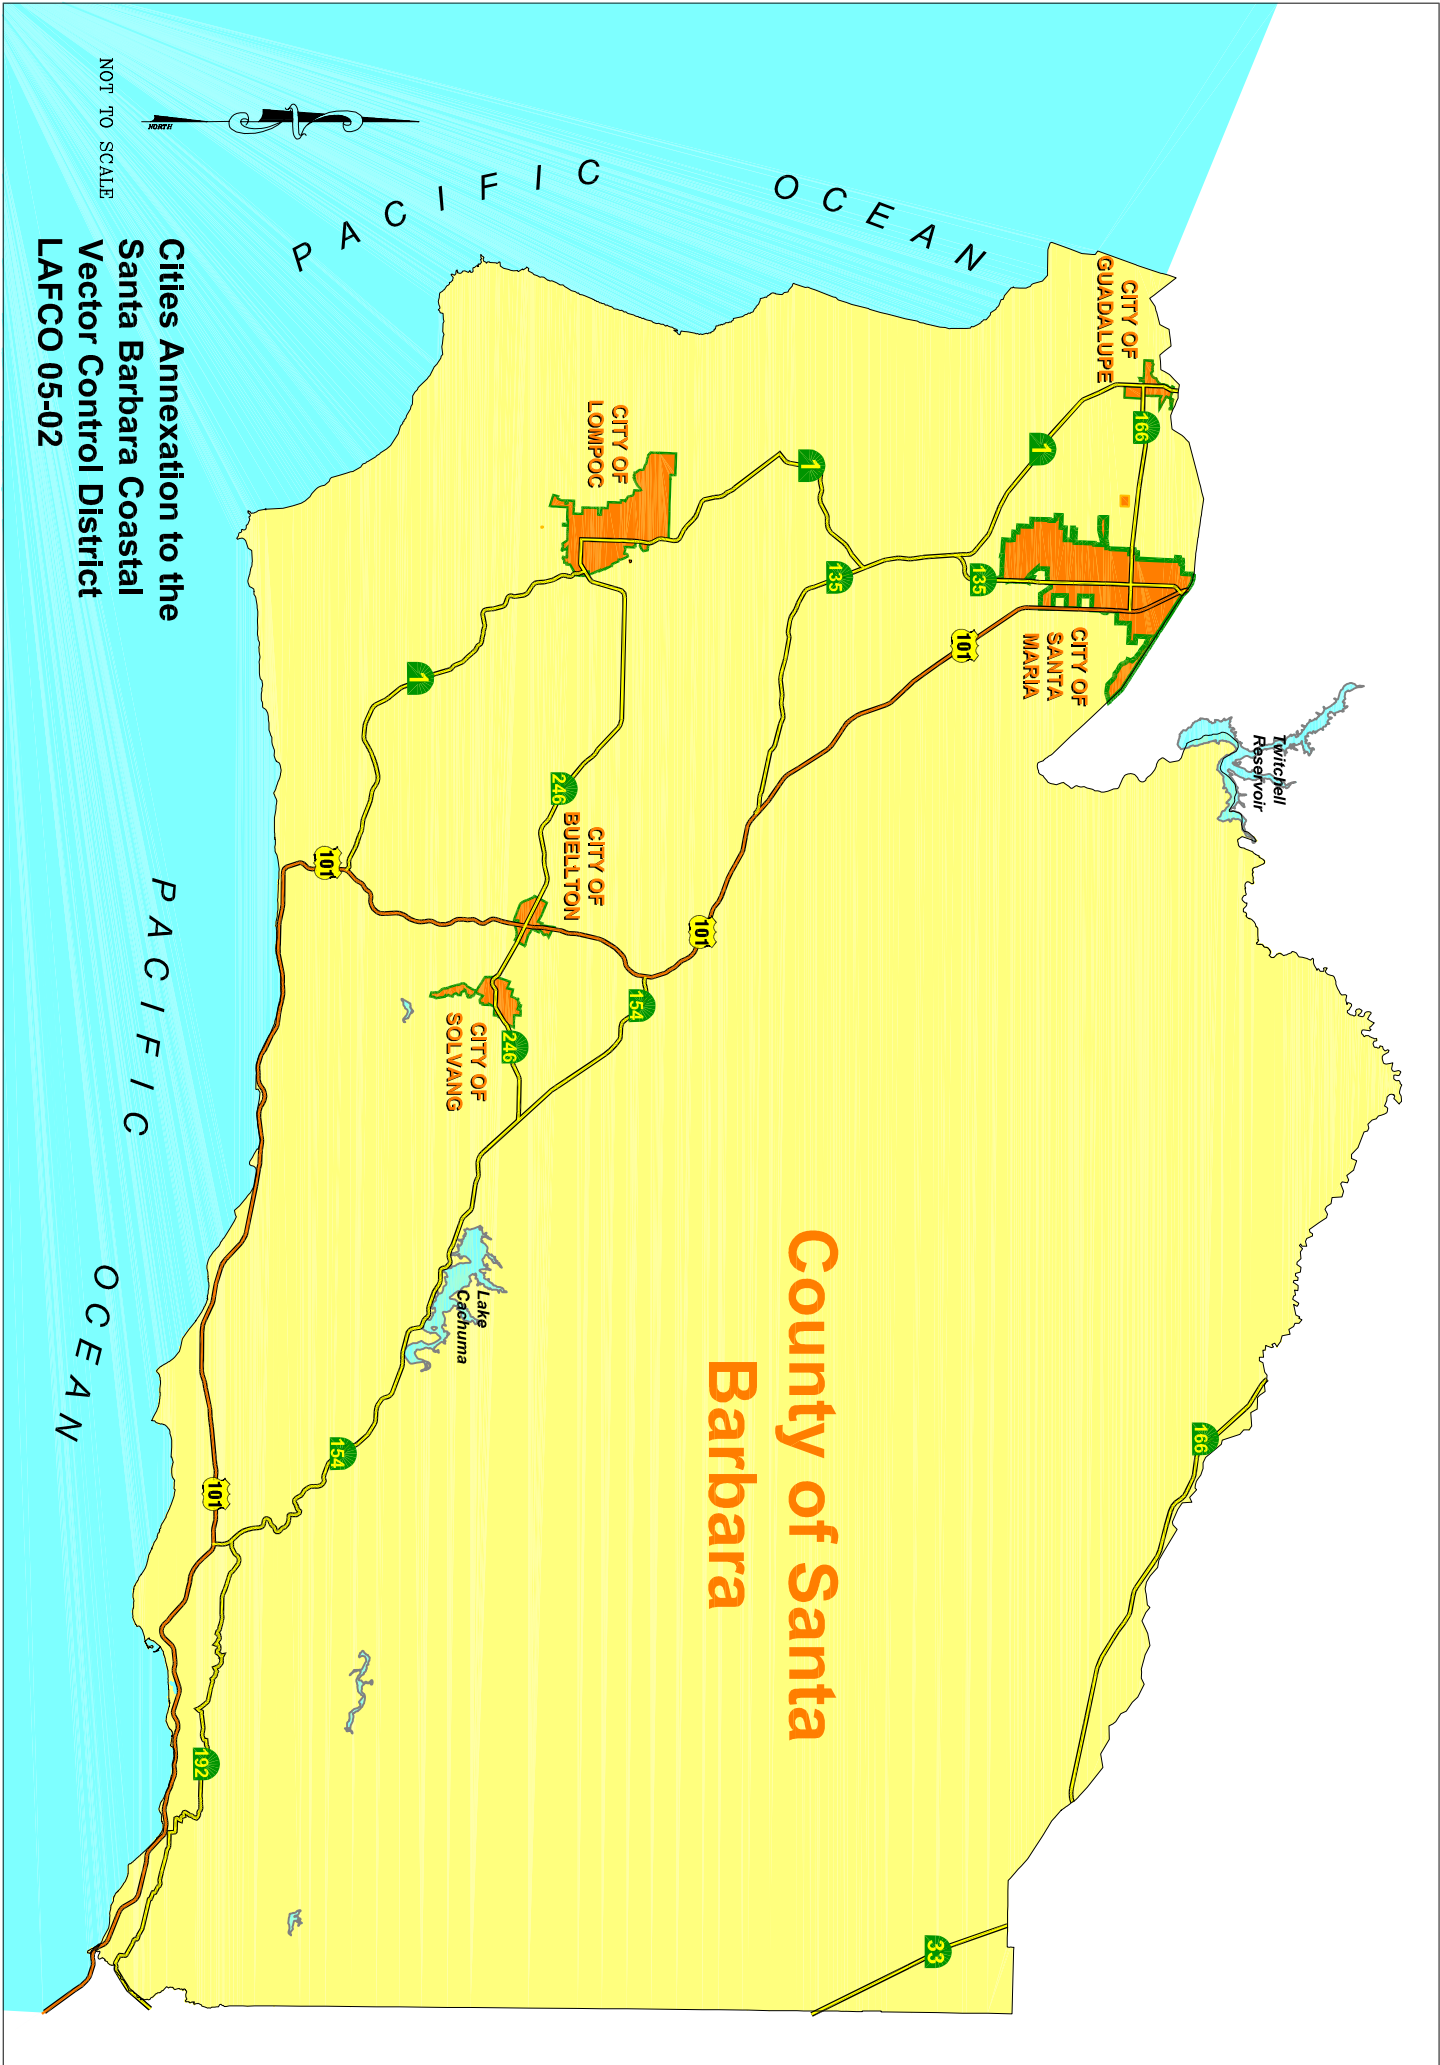 NORTH
NOT TO SCALE
Cities Annexation to the
Santa Barbara Coastal
Vector Control District
LAFCO 05-02
PACIFIC OCEAN
PACIFIC OCEAN
CITY OF
GUADALUPE
166
1
1
135
135
CITY OF
SANTA
MARIA
101
Twitchell
Reservoir
CITY OF
LOMPOC
1
246
CITY OF
BUELLTON
101
101
154
CITY OF
SOLVANG
246
Lake
Cachuma
County of Santa
Barbara
154
101
166
192
33